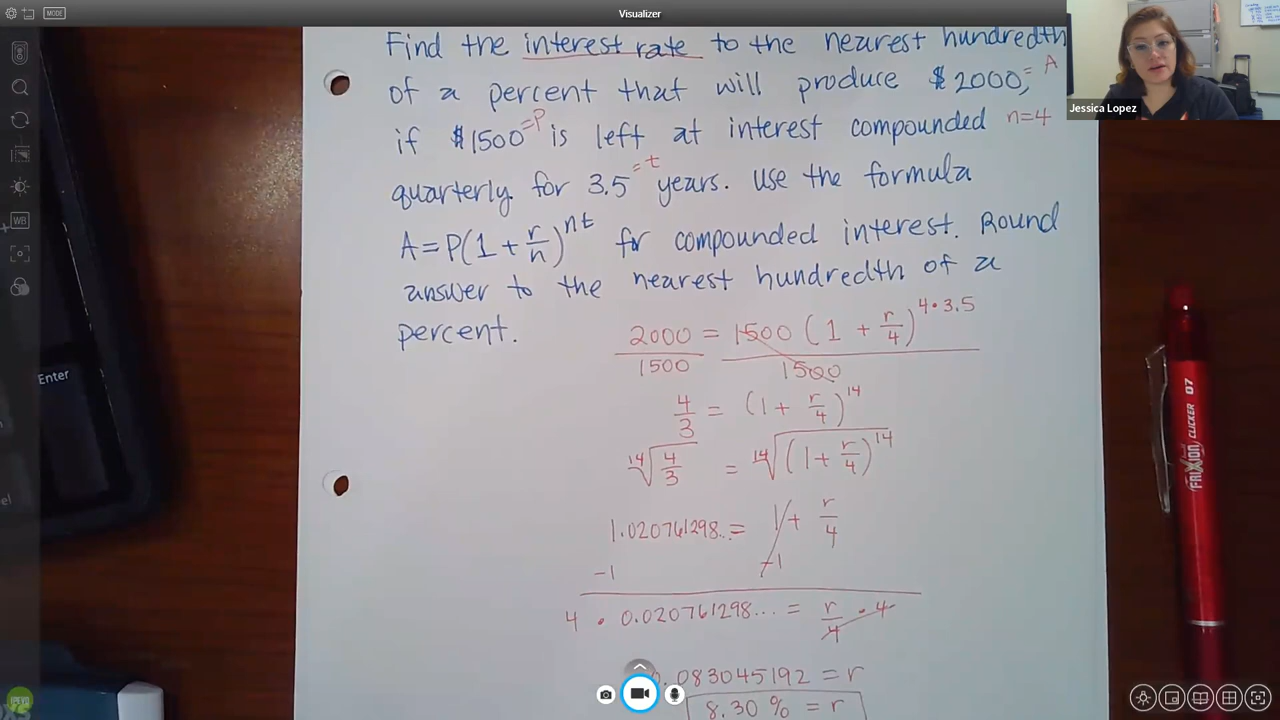 MODE
Visualizer
Find the interest rate to the nearest hundredth
of a percent that will produce $2000, = A
if $1500 =P is left at interest compounded n=4
quarterly for 3.5 =t years. Use the formula
A = P(1 + r/n)^nt for compounded interest. Round
answer to the nearest hundredth of a
percent.
2000 = 1500 (1 + r/4)^4•3.5
1500 1500
4/3 = (1 + r/4)^14
14√4/3 = 14√(1 + r/4)^14
1.020761298... = 1 + r/4
-1 -1
4 • 0.020761298... = r/4 • 4
.083045192 = r
8.30 % = r
Jessica Lopez
WB
Enter
FRIXION CLICKER 07